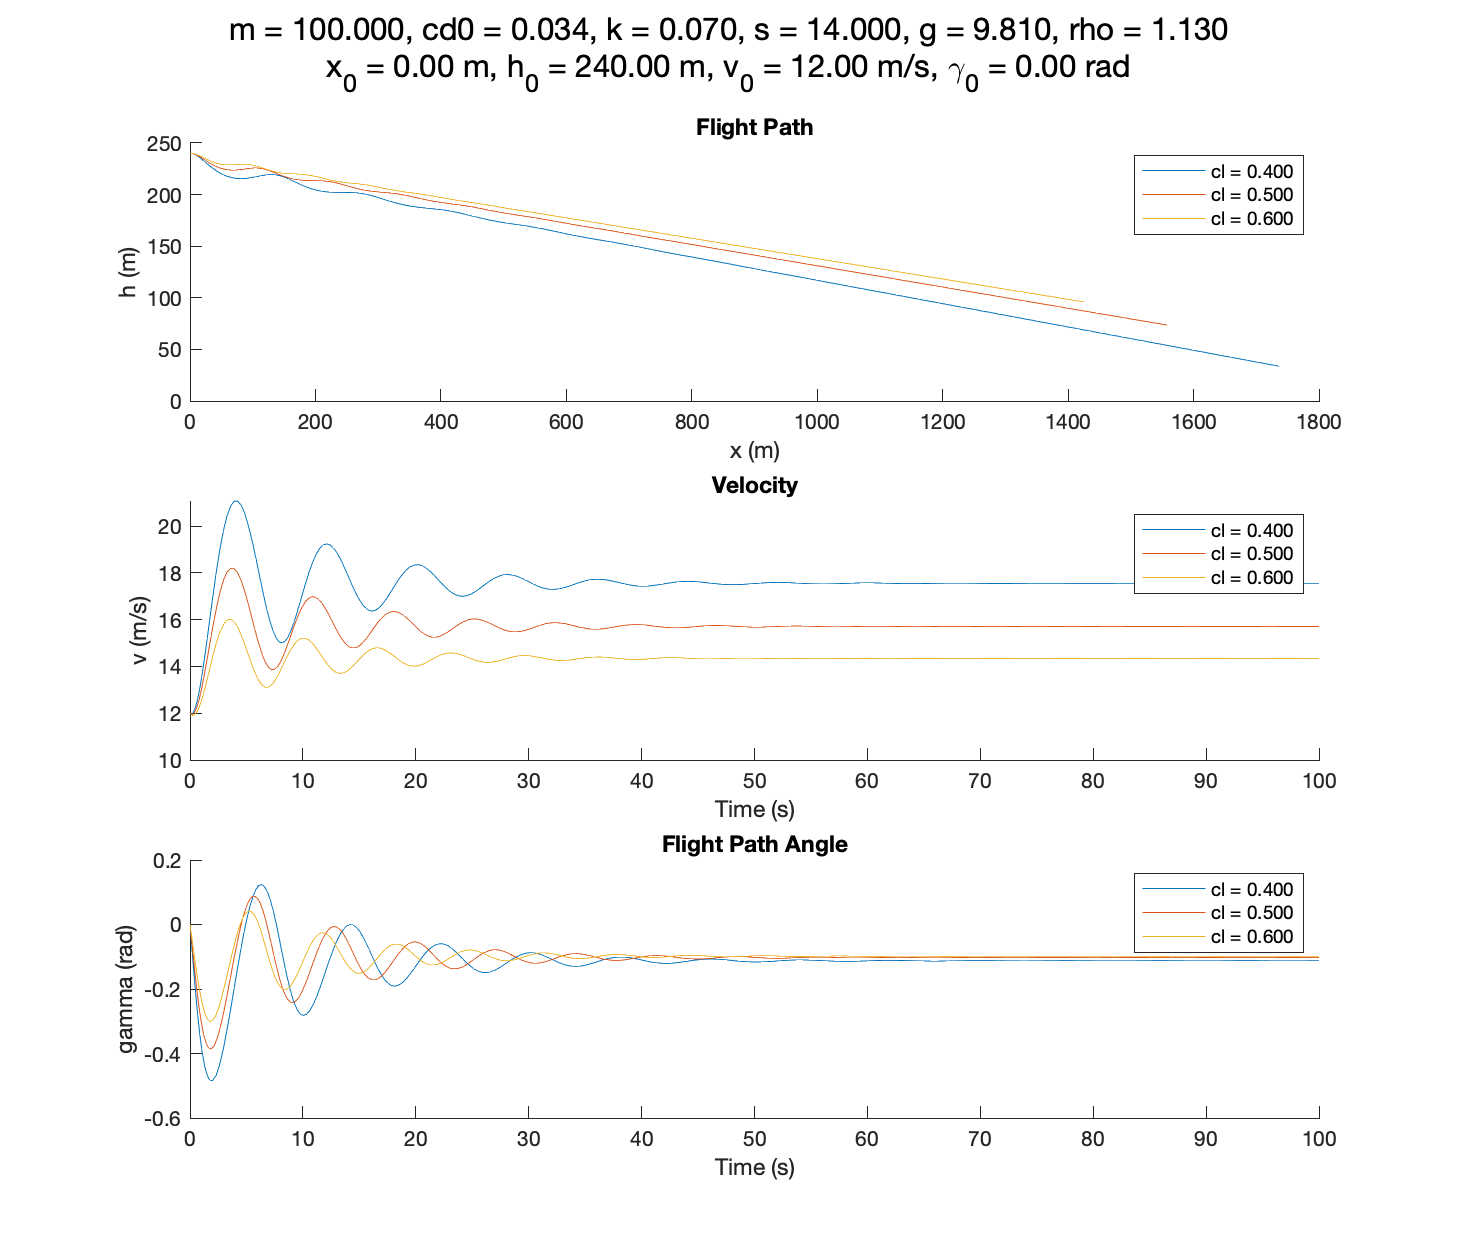 m = 100.000, cd0 = 0.034, k = 0.070, s = 14.000, g = 9.810, rho = 1.130
x0 = 0.00 m, h0 = 240.00 m, v0 = 12.00 m/s, γ0 = 0.00 rad
Flight Path
250
200
150
100
50
0
h (m)
cl = 0.400
cl = 0.500
cl = 0.600
0 200 400 600 800 1000 1200 1400 1600 1800
x (m)
Velocity
20
18
16
14
12
10
v (m/s)
cl = 0.400
cl = 0.500
cl = 0.600
0 10 20 30 40 50 60 70 80 90 100
Time (s)
Flight Path Angle
0.2
0
-0.2
-0.4
-0.6
gamma (rad)
cl = 0.400
cl = 0.500
cl = 0.600
0 10 20 30 40 50 60 70 80 90 100
Time (s)